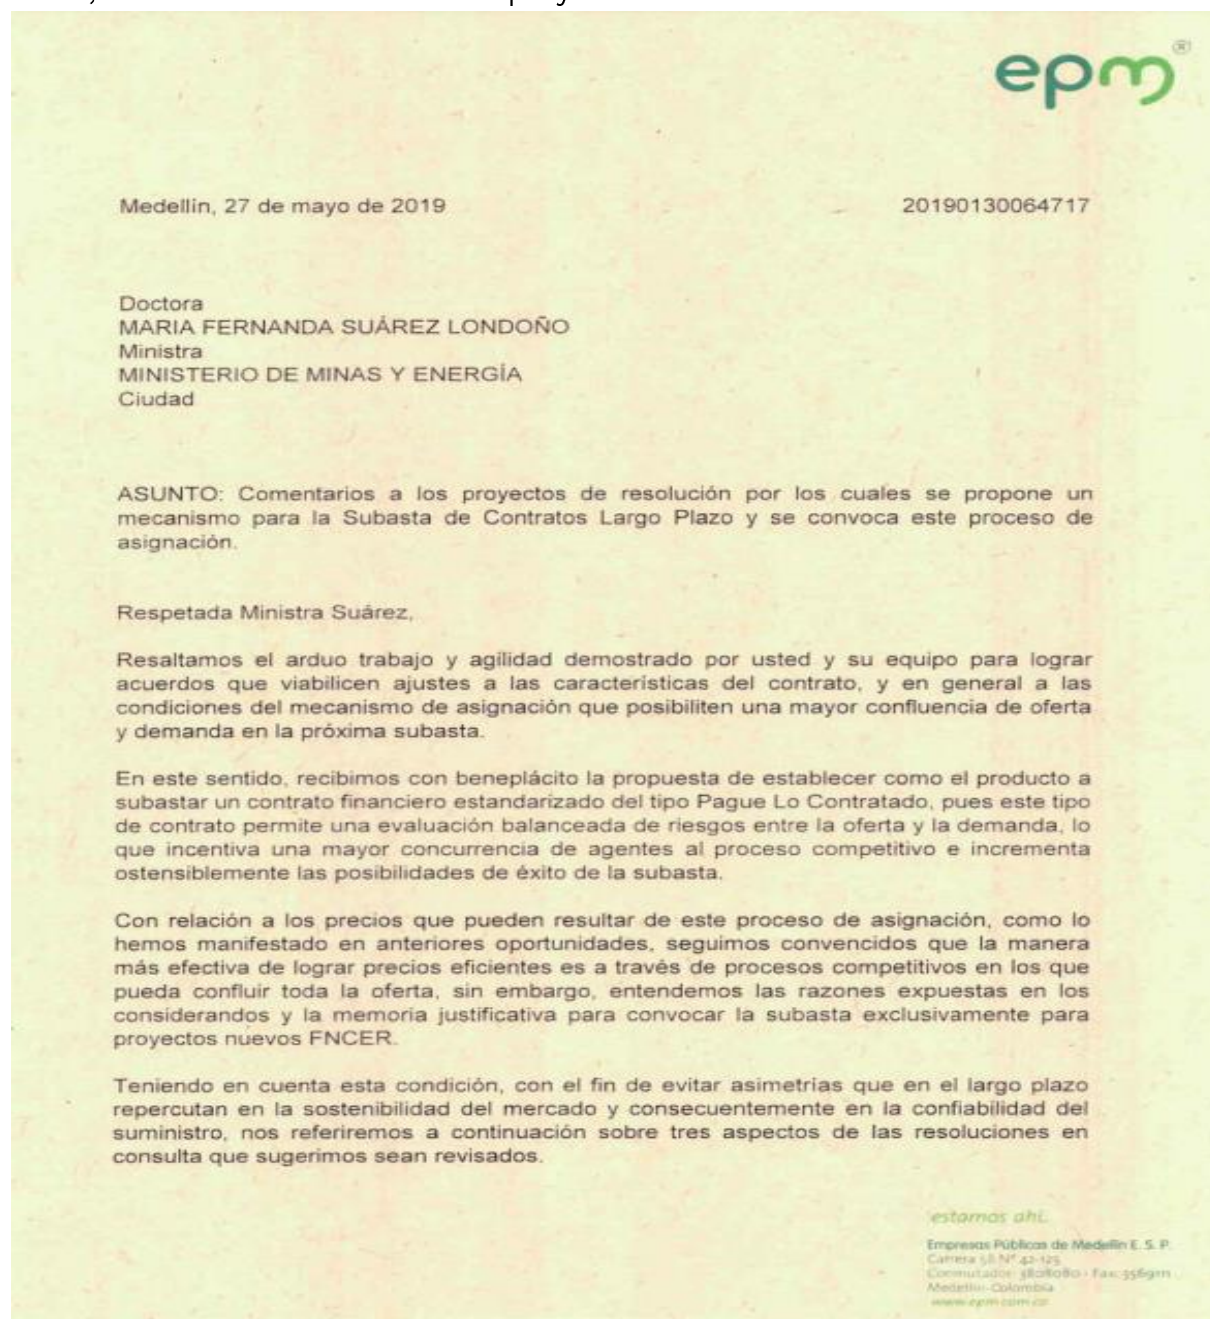 epm®
Medellín, 27 de mayo de 2019
20190130064717
Doctora
MARIA FERNANDA SUÁREZ LONDOÑO
Ministra
MINISTERIO DE MINAS Y ENERGÍA
Ciudad
ASUNTO: Comentarios a los proyectos de resolución por los cuales se propone un
mecanismo para la Subasta de Contratos Largo Plazo y se convoca este proceso de
asignación.
Respetada Ministra Suárez,
Resaltamos el arduo trabajo y agilidad demostrado por usted y su equipo para lograr
acuerdos que viabilicen ajustes a las características del contrato, y en general a las
condiciones del mecanismo de asignación que posibiliten una mayor confluencia de oferta
y demanda en la próxima subasta.
En este sentido, recibimos con beneplácito la propuesta de establecer como el producto a
subastar un contrato financiero estandarizado del tipo Pague Lo Contratado, pues este tipo
de contrato permite una evaluación balanceada de riesgos entre la oferta y la demanda, lo
que incentiva una mayor concurrencia de agentes al proceso competitivo e incrementa
ostensiblemente las posibilidades de éxito de la subasta.
Con relación a los precios que pueden resultar de este proceso de asignación, como lo
hemos manifestado en anteriores oportunidades, seguimos convencidos que la manera
más efectiva de lograr precios eficientes es a través de procesos competitivos en los que
pueda confluir toda la oferta, sin embargo, entendemos las razones expuestas en los
considerandos y la memoria justificativa para convocar la subasta exclusivamente para
proyectos nuevos FNCER.
Teniendo en cuenta esta condición, con el fin de evitar asimetrías que en el largo plazo
repercutan en la sostenibilidad del mercado y consecuentemente en la confiabilidad del
suministro, nos referiremos a continuación sobre tres aspectos de las resoluciones en
consulta que sugerimos sean revisados.
estamos ahí.
Empresas Públicas de Medellín E. S. P.
Carrera 58 Nº 42-125
Conmutador: 3808080 - Fax: 356911
Medellín-Colombia
www.epm.com.co